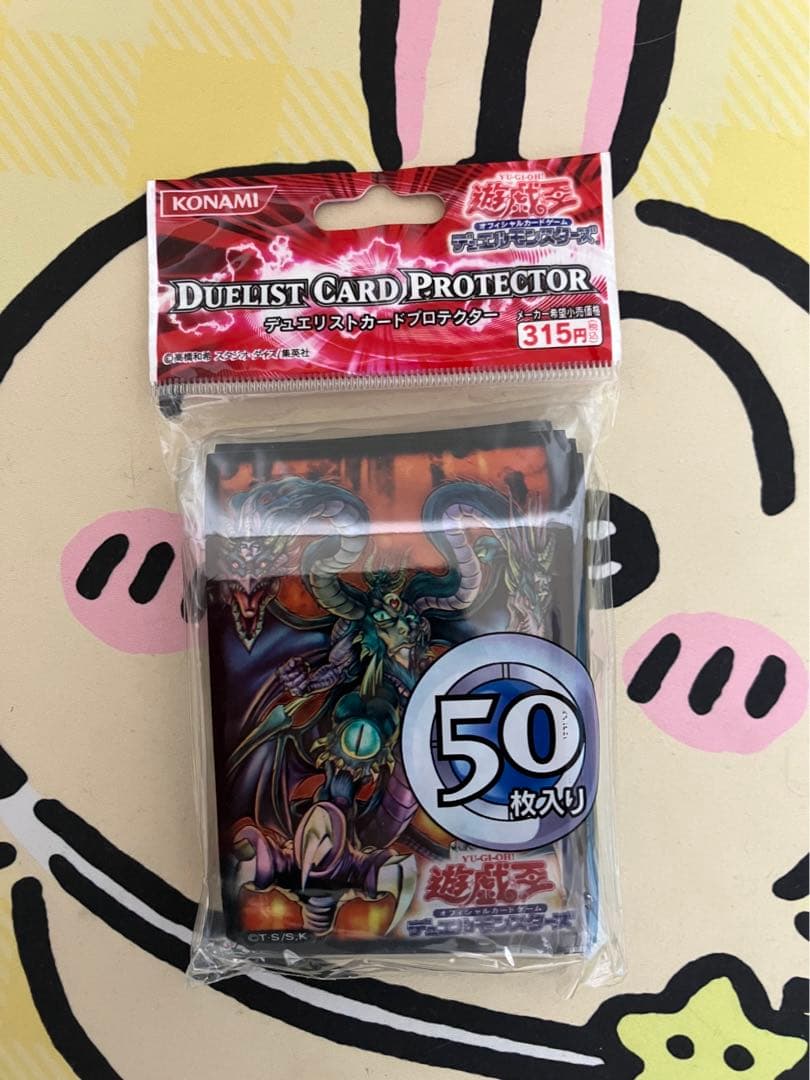 KONAMI
YU-GI-OH!
遊戯王
オフィシャルカードゲーム
デュエルモンスターズ
DUELIST CARD PROTECTOR
デュエリストカードプロテクター
メーカー希望小売価格
315円(税込)
©高橋和希 スタジオ・ダイス/集英社
50
枚入り
YU-GI-OH!
遊戯王
オフィシャルカードゲーム
デュエルモンスターズ
©T・S/S,K